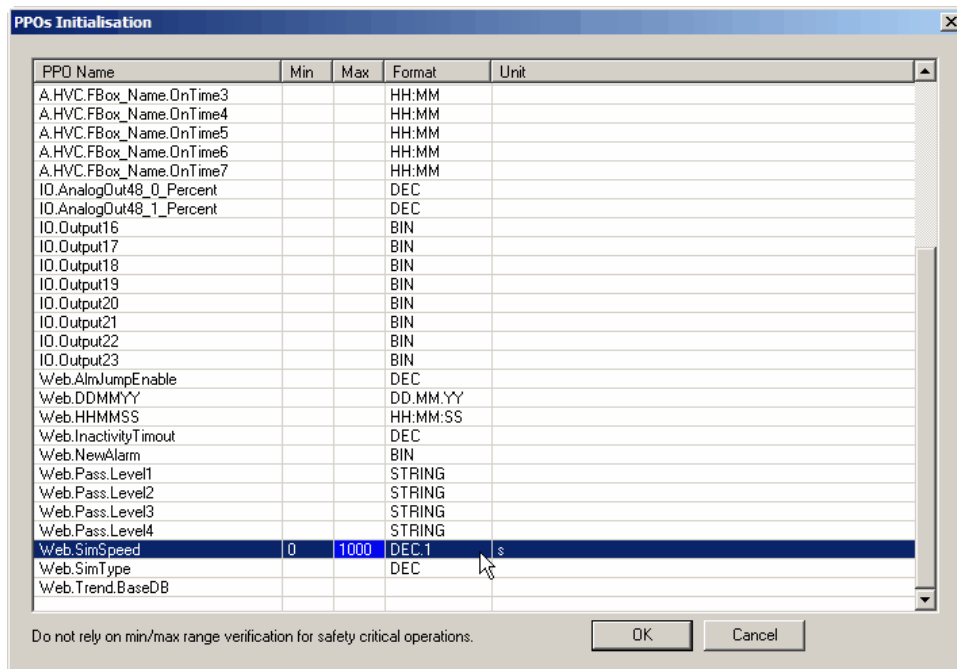 PPOs Initialisation
PPO Name Min Max Format Unit
A.HVC.FBox_Name.OnTime3 HH:MM
A.HVC.FBox_Name.OnTime4 HH:MM
A.HVC.FBox_Name.OnTime5 HH:MM
A.HVC.FBox_Name.OnTime6 HH:MM
A.HVC.FBox_Name.OnTime7 HH:MM
IO.AnalogOut48_0_Percent DEC
IO.AnalogOut48_1_Percent DEC
IO.Output16 BIN
IO.Output17 BIN
IO.Output18 BIN
IO.Output19 BIN
IO.Output20 BIN
IO.Output21 BIN
IO.Output22 BIN
IO.Output23 BIN
Web.AlmJumpEnable DEC
Web.DDMMYY DD.MM.YY
Web.HHMMSS HH:MM:SS
Web.InactivityTimout DEC
Web.NewAlarm BIN
Web.Pass.Level1 STRING
Web.Pass.Level2 STRING
Web.Pass.Level3 STRING
Web.Pass.Level4 STRING
Web.SimSpeed 0 1000 DEC.1 s
Web.SimType DEC
Web.Trend.BaseDB
Do not rely on min/max range verification for safety critical operations. OK Cancel